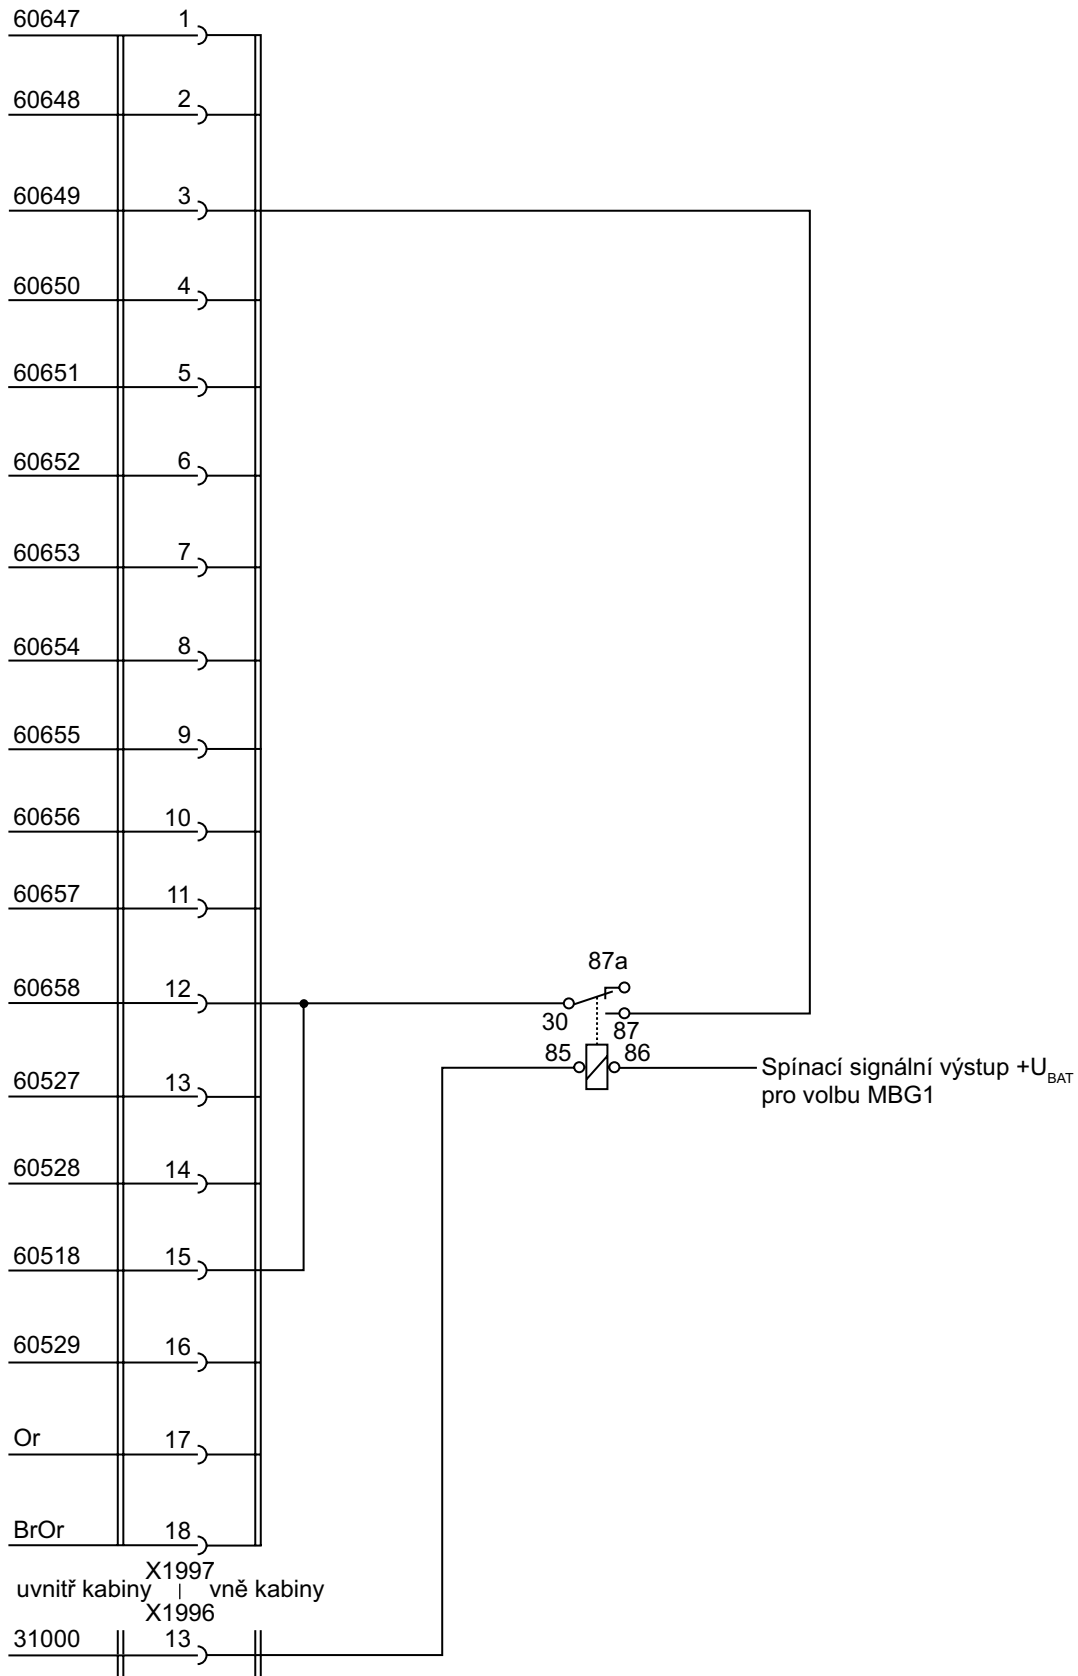 60647 1
60648 2
60649 3
60650 4
60651 5
60652 6
60653 7
60654 8
60655 9
60656 10
60657 11
87a
60658 12
30
87
85 86
Spínací signální výstup +U_BAT
pro volbu MBG1
60527 13
60528 14
60518 15
60529 16
Or 17
BrOr 18
X1997
uvnitř kabiny | vně kabiny
X1996
31000 13